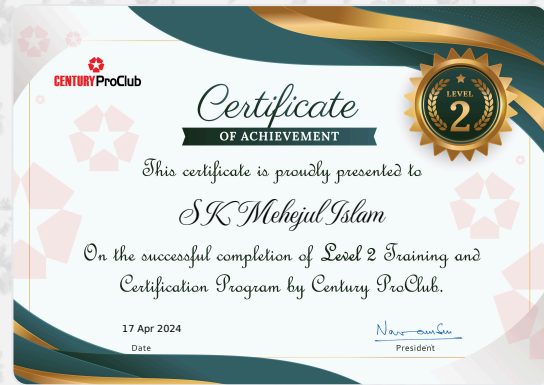 CENTURY ProClub
Certificate
OF ACHIEVEMENT
LEVEL
2
This certificate is proudly presented to
SK Mehejul Islam
On the successful completion of Level 2 Training and
Certification Program by Century ProClub.
17 Apr 2024
Date
President